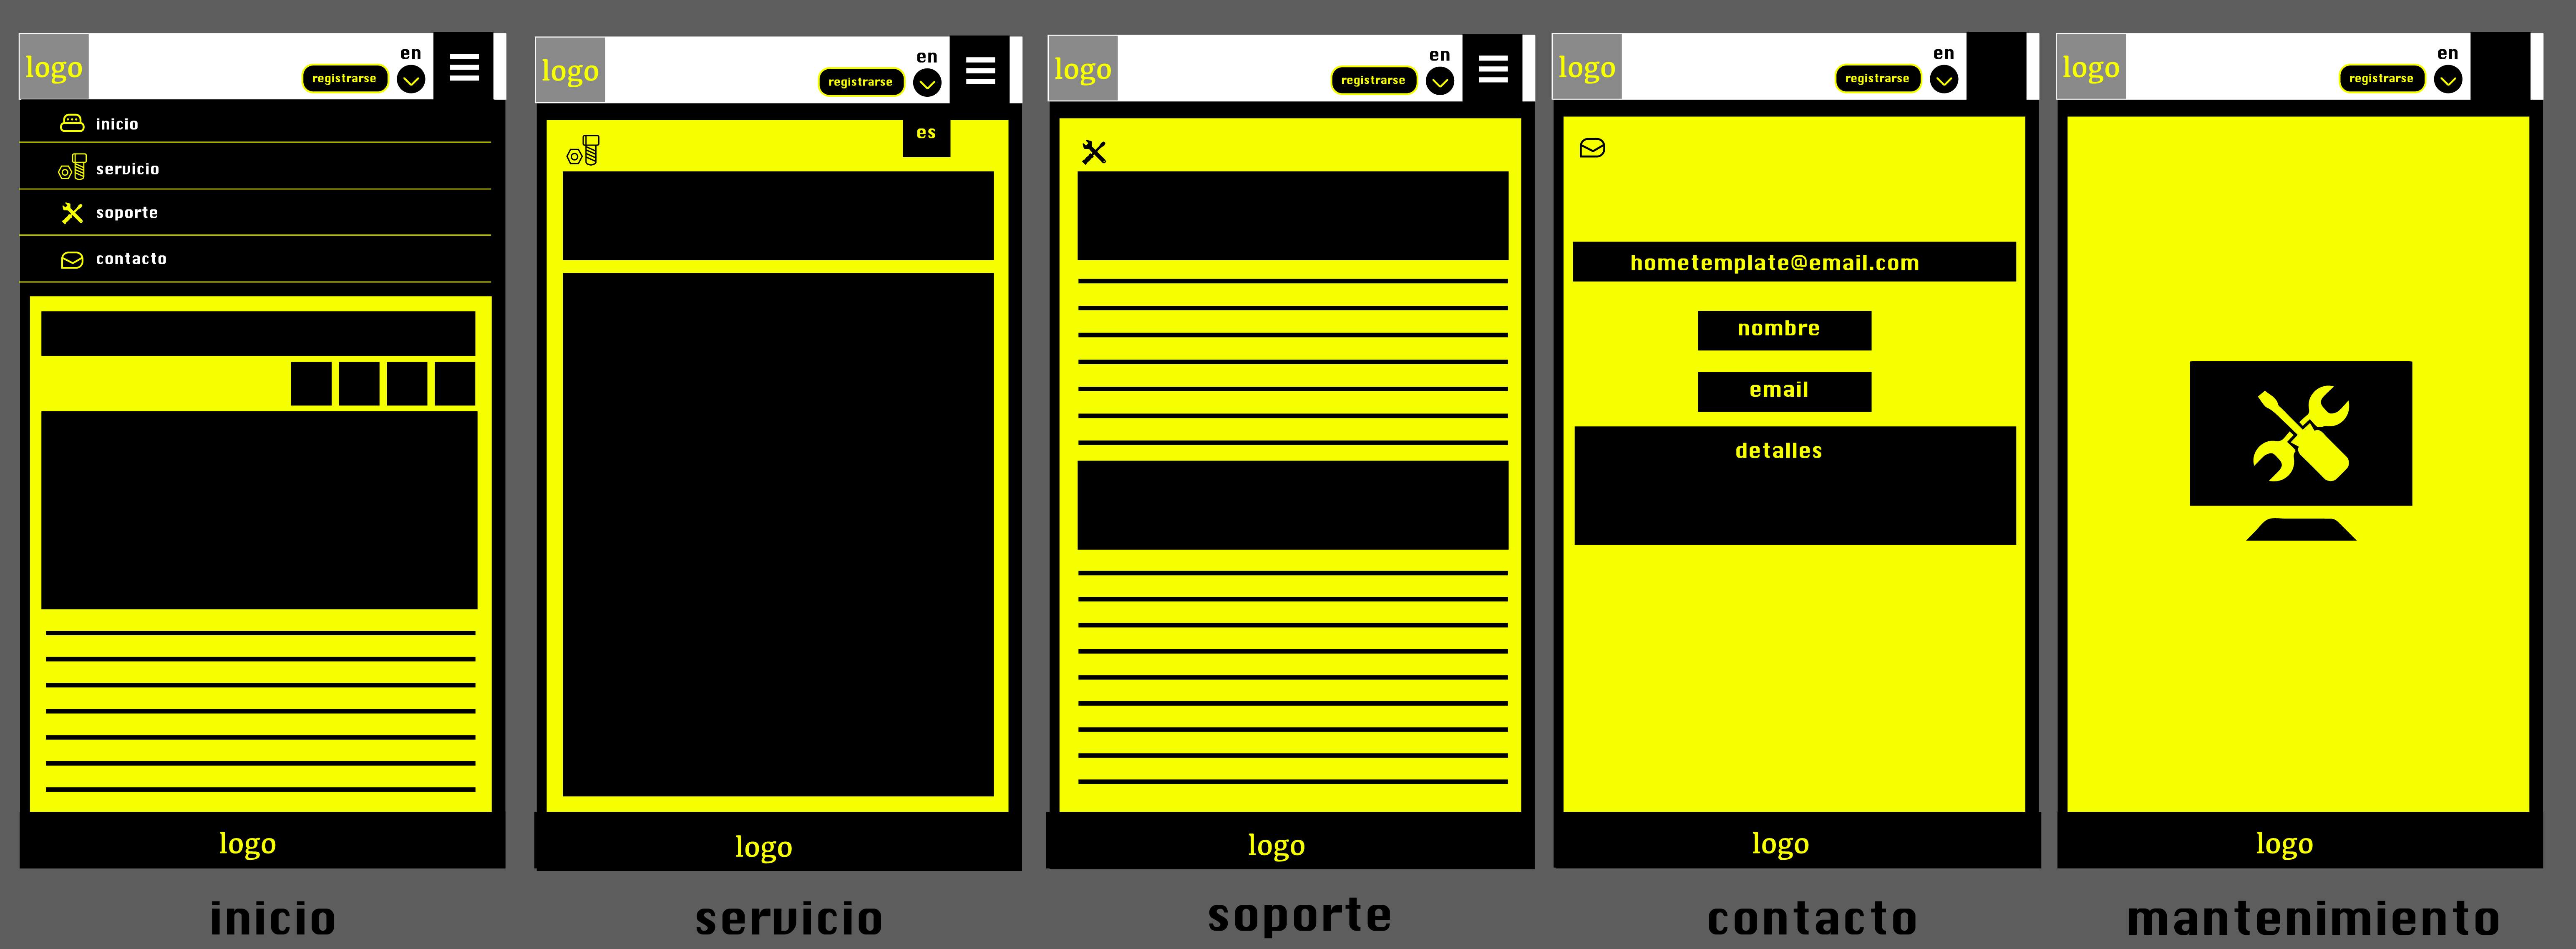 logo
en
registrarse
inicio
servicio
soporte
contacto
logo
inicio
logo
en
registrarse
es
logo
servicio
logo
en
registrarse
logo
soporte
logo
en
registrarse
hometemplate@email.com
nombre
email
detalles
logo
contacto
logo
en
registrarse
logo
mantenimiento